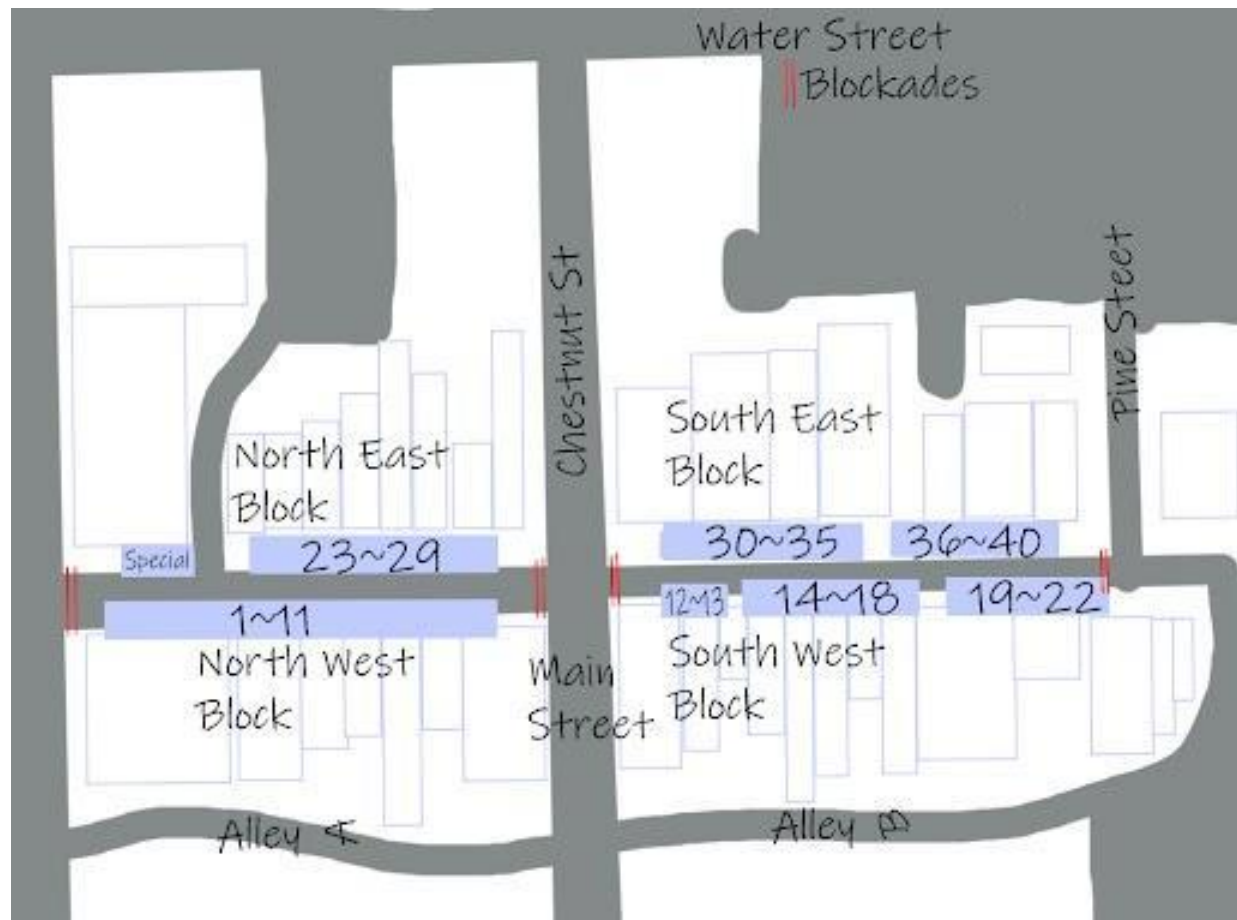 Water Street
Blockades
Chestnut St
Pine Steet
North East
Block
South East
Block
Special
23~29
30~35
36~40
1~11
12~13
14~18
19~22
North West
Block
Main
Street
South West
Block
Alley A
Alley B